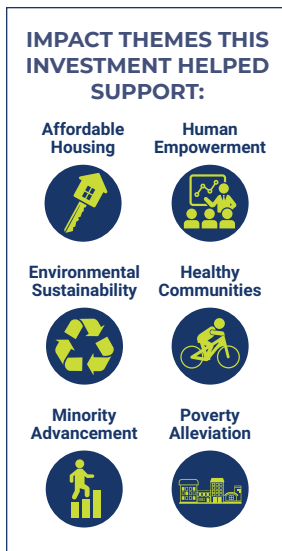 IMPACT THEMES THIS
INVESTMENT HELPED
SUPPORT:
Affordable
Housing
Human
Empowerment
Environmental
Sustainability
Healthy
Communities
Minority
Advancement
Poverty
Alleviation